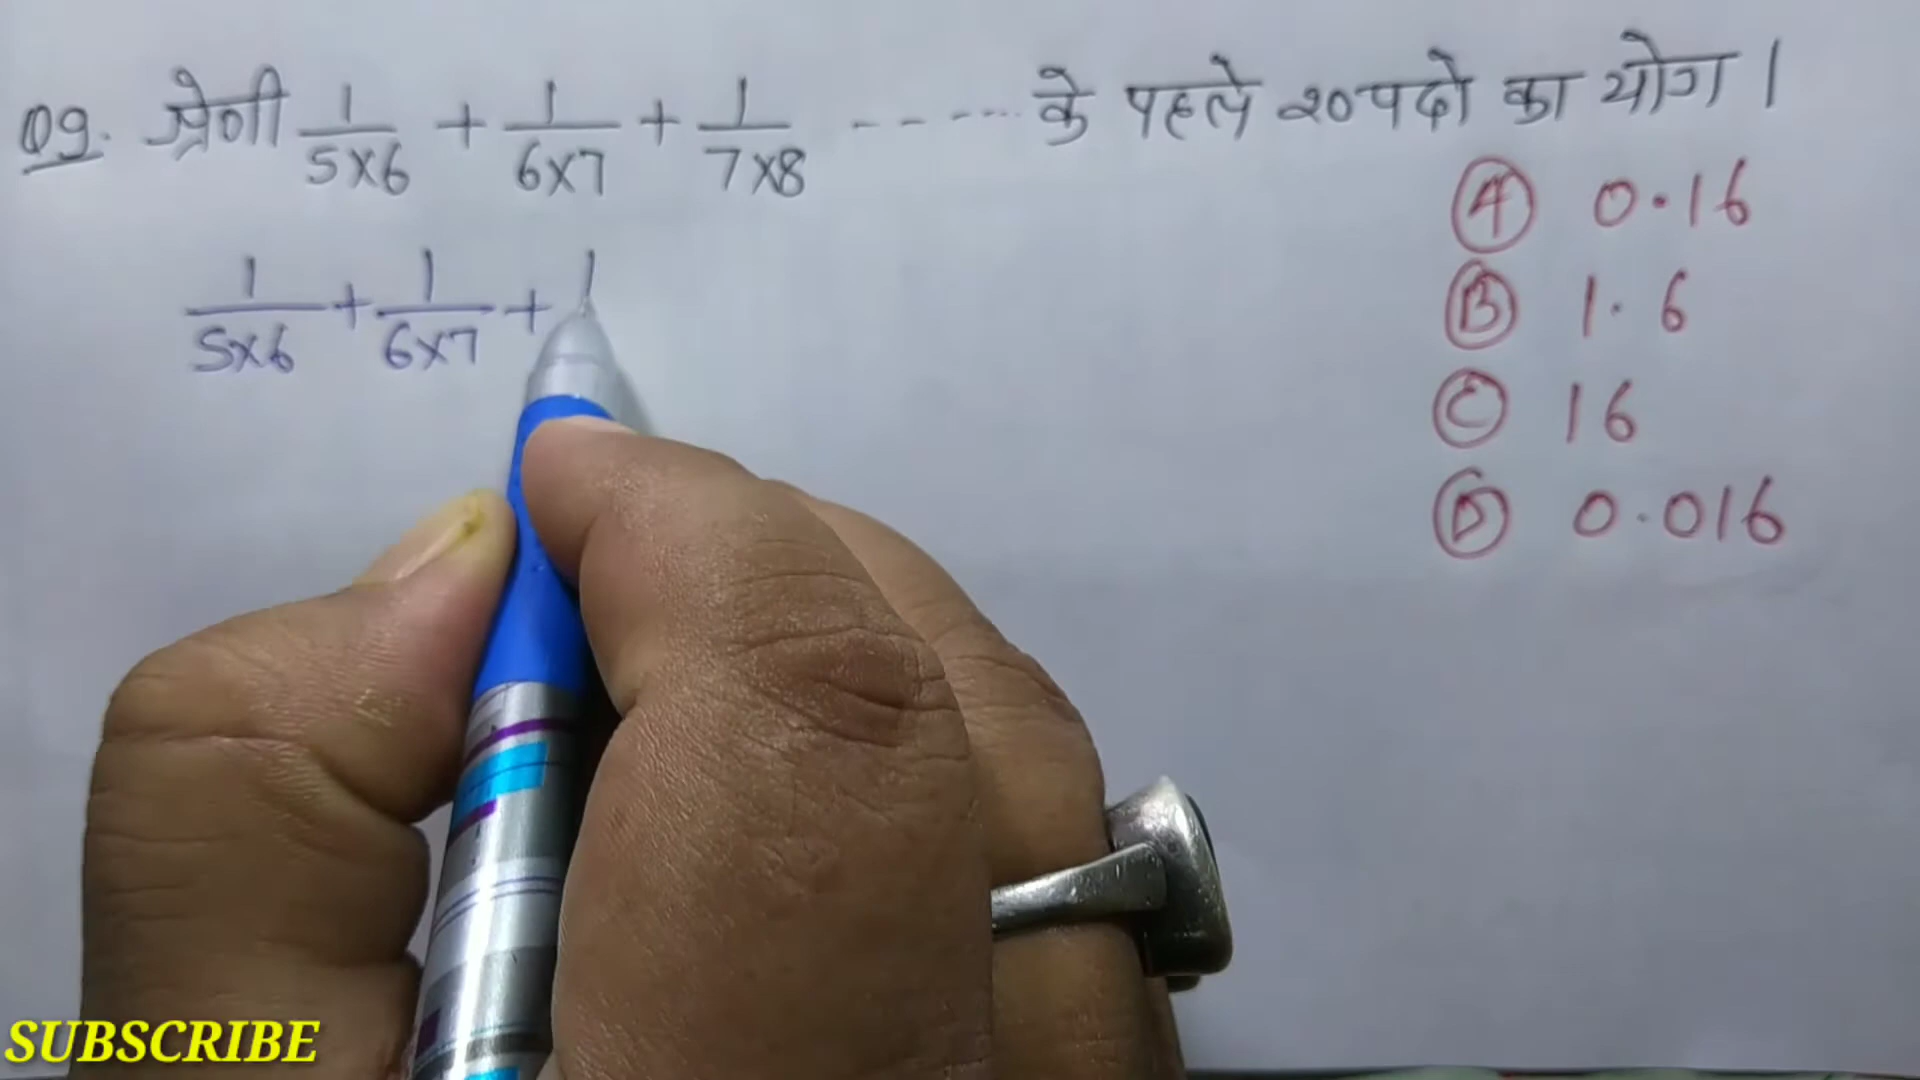 Q9. श्रेणी 1/5×6 + 1/6×7 + 1/7×8 ------- के पहले 20 पदो का योग।
(A) 0.16
(B) 1.6
(C) 16
(D) 0.016
1/5×6 + 1/6×7 + 1
SUBSCRIBE